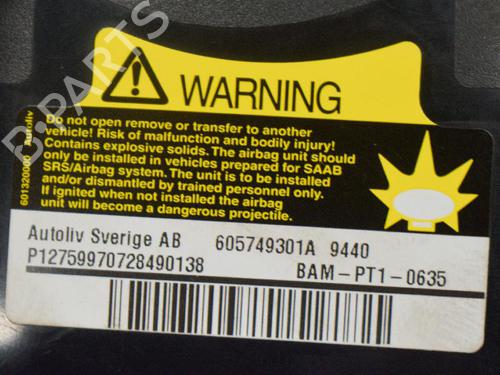 WARNING
Do not open remove or transfer to another
vehicle! Risk of malfunction and bodily injury!
Contains explosive solids. The airbag unit should
only be installed in vehicles prepared for SAAB
SRS/Airbag system. The unit is to be installed
and/or dismantled by trained personnel only.
If ignited when not installed the airbag
unit will become a dangerous projectile.
601320000 Autoliv
Autoliv Sverige AB 605749301A 9440
P12759970728490138 BAM-PT1-0635
B-PARTS